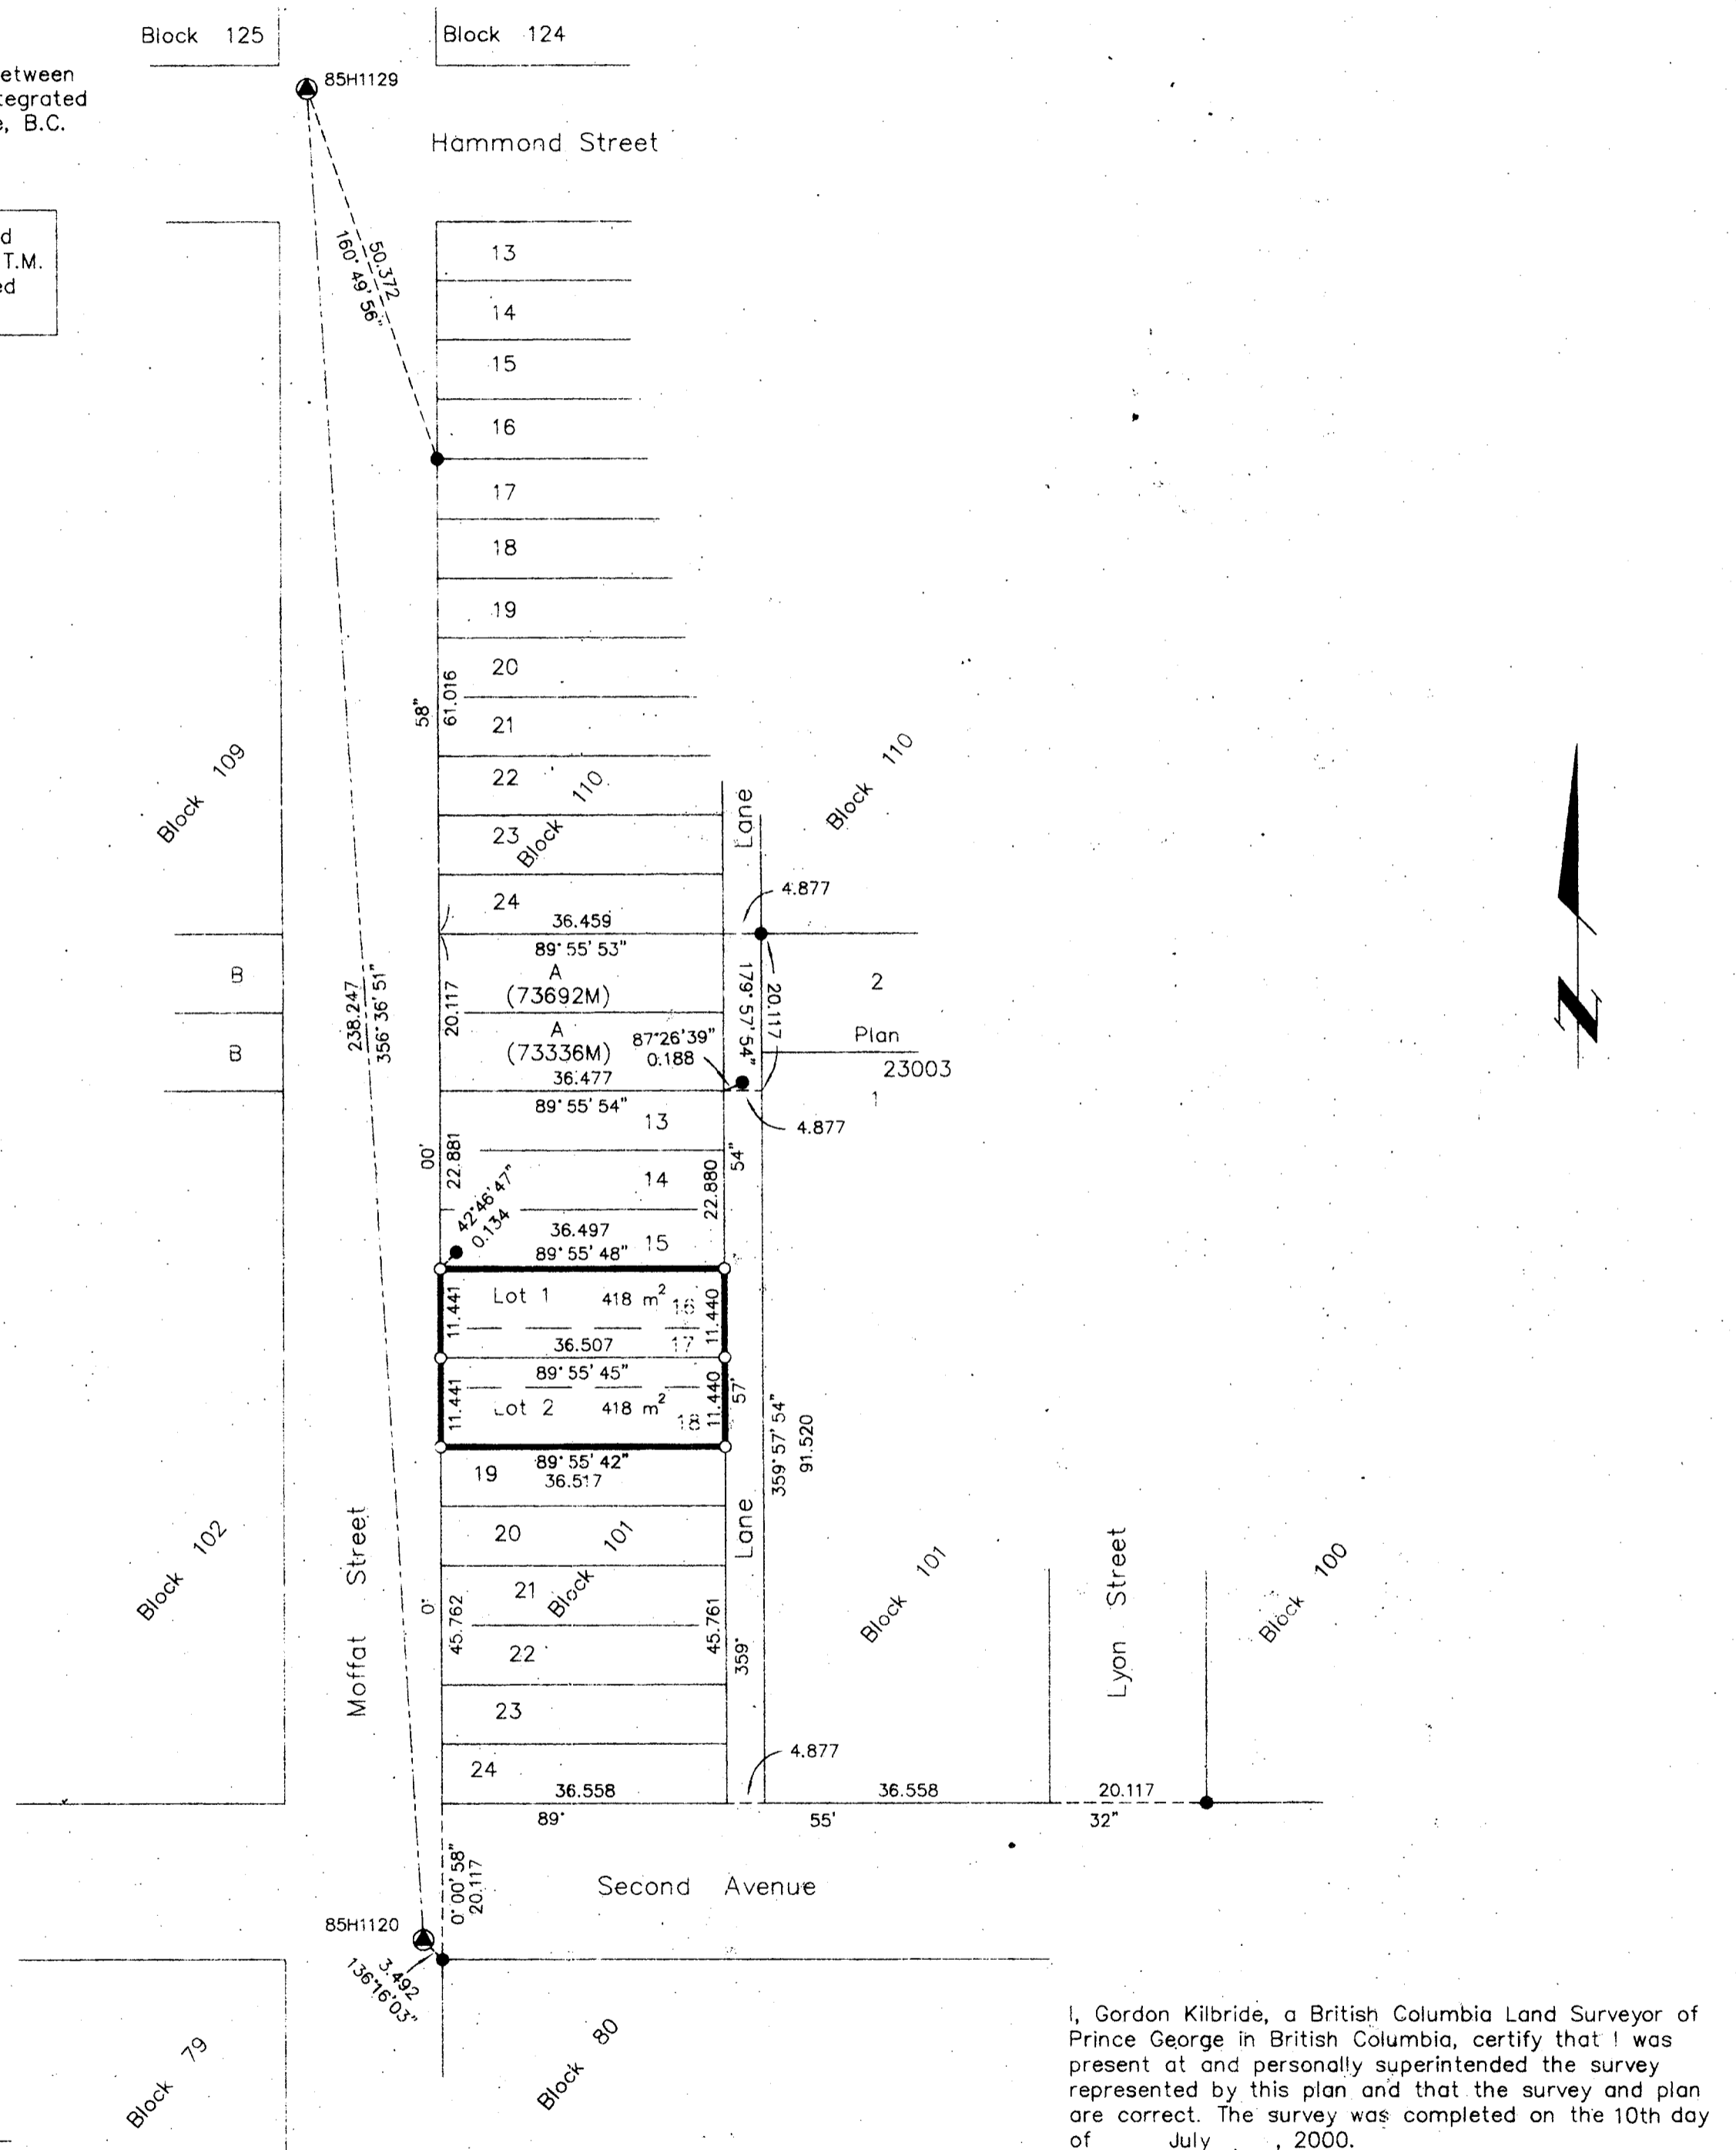 Block 125
Block 124
etween
tegrated
e, B.C.
85H1129
Hammond Street
d
T.M.
ed
50.372
160° 49' 56"
13
14
15
16
17
18
19
20
21
22
23
24
58"
61.016
Block 109
Block 110
Block 110
Lane
4.877
36.459
89° 55' 53"
B
B
A
(73692M)
A
(73336M)
20.117
36.477
89° 55' 54"
87°26'39"
0.188
179° 57' 54"
20.117
2
Plan
23003
1
4.877
238.247
356° 36' 51"
13
14
15
00'
22.881
22.880
54"
42°46'47"
0.134
36.497
89° 55' 48"
Lot 1 418 m2 16
11.441
11.440
36.507 17
89° 55' 45"
Lot 2 418 m2 18
11.441
11.440
57'
89° 55' 42"
36.517
359° 57' 54"
91.520
19
20
21
22
23
24
Block 101
Block 101
Block 102
Block 100
Moffat Street
Lane
Lyon Street
0°
45.762
45.761
359°
4.877
36.558
36.558
20.117
89° 55' 32"
0° 00' 58"
20.117
Second Avenue
85H1120
3.492
136°16'03"
Block 79
Block 80
N
I, Gordon Kilbride, a British Columbia Land Surveyor of
Prince George in British Columbia, certify that I was
present at and personally superintended the survey
represented by this plan and that the survey and plan
are correct. The survey was completed on the 10th day
of July , 2000.